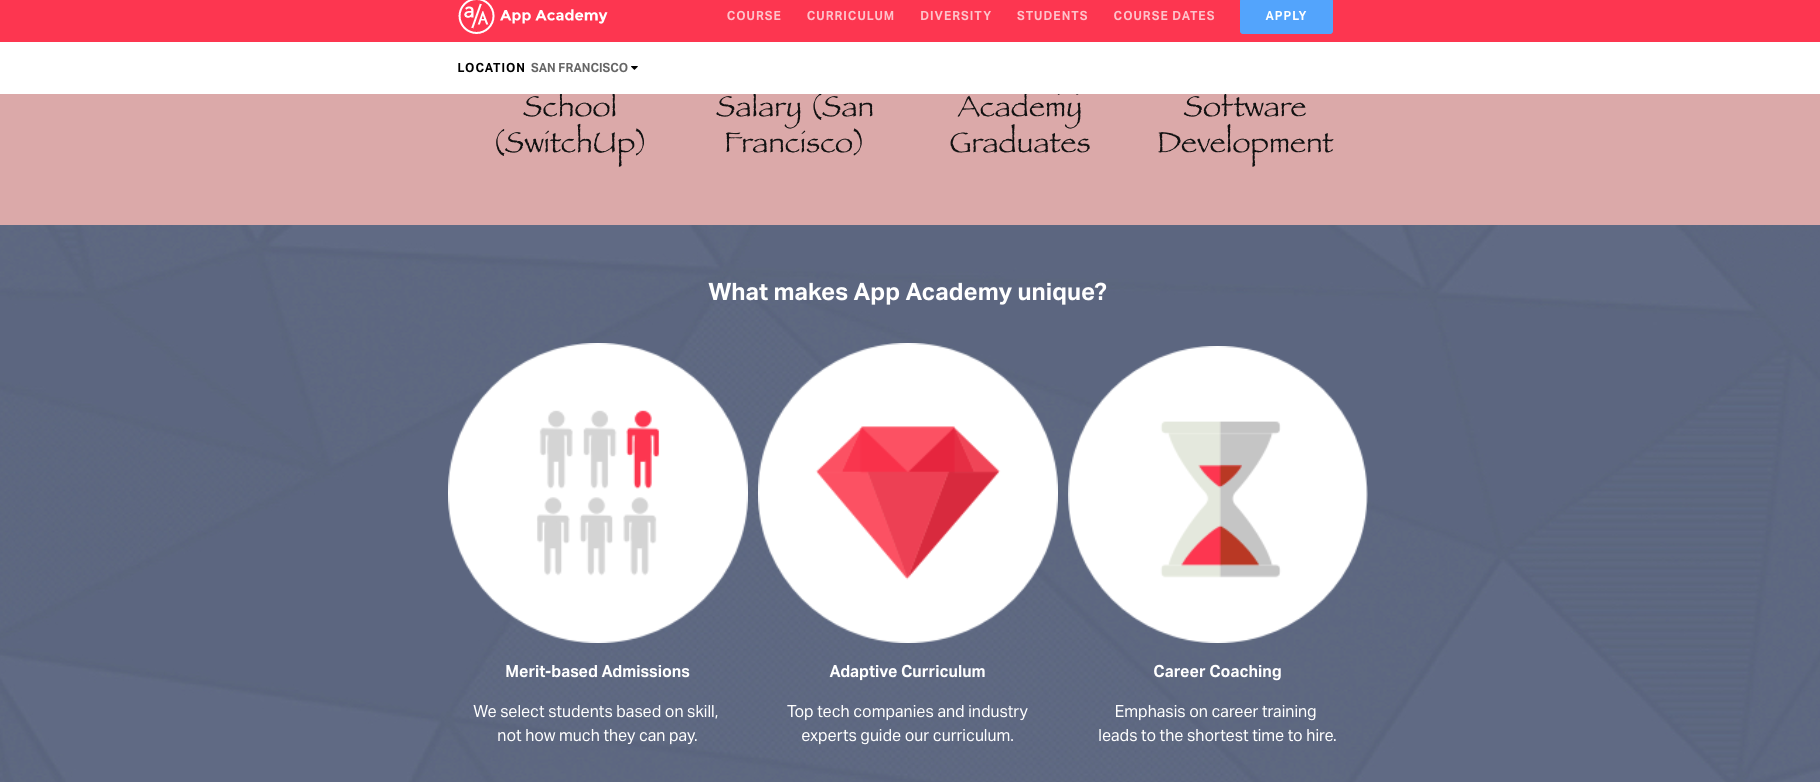 a/A App Academy COURSE CURRICULUM DIVERSITY STUDENTS COURSE DATES APPLY
LOCATION SAN FRANCISCO
School
(SwitchUp)
Salary (San
Francisco)
Academy
Graduates
Software
Development
What makes App Academy unique?
Merit-based Admissions
We select students based on skill,
not how much they can pay.
Adaptive Curriculum
Top tech companies and industry
experts guide our curriculum.
Career Coaching
Emphasis on career training
leads to the shortest time to hire.